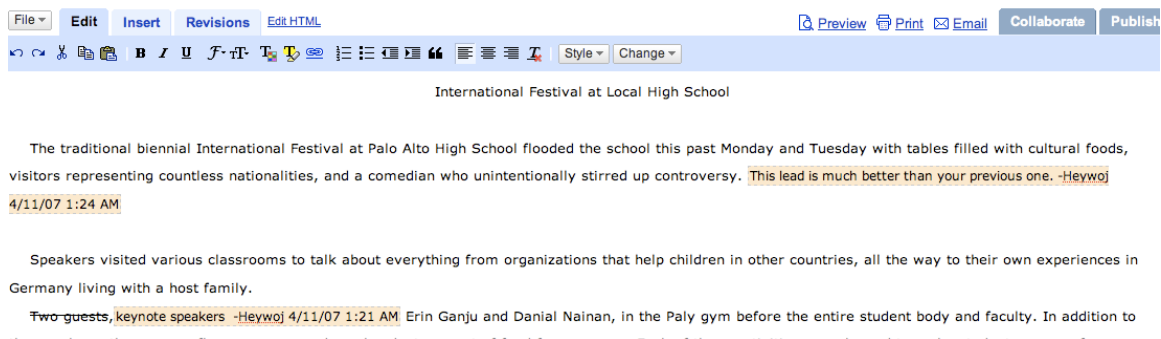 File Edit Insert Revisions Edit HTML Preview Print Email Collaborate Publish
B I U Style Change
International Festival at Local High School
The traditional biennial International Festival at Palo Alto High School flooded the school this past Monday and Tuesday with tables filled with cultural foods,
visitors representing countless nationalities, and a comedian who unintentionally stirred up controversy. This lead is much better than your previous one. -Heywoj
4/11/07 1:24 AM
Speakers visited various classrooms to talk about everything from organizations that help children in other countries, all the way to their own experiences in
Germany living with a host family.
Two guests, keynote speakers -Heywoj 4/11/07 1:21 AM Erin Ganju and Danial Nainan, in the Paly gym before the entire student body and faculty. In addition to